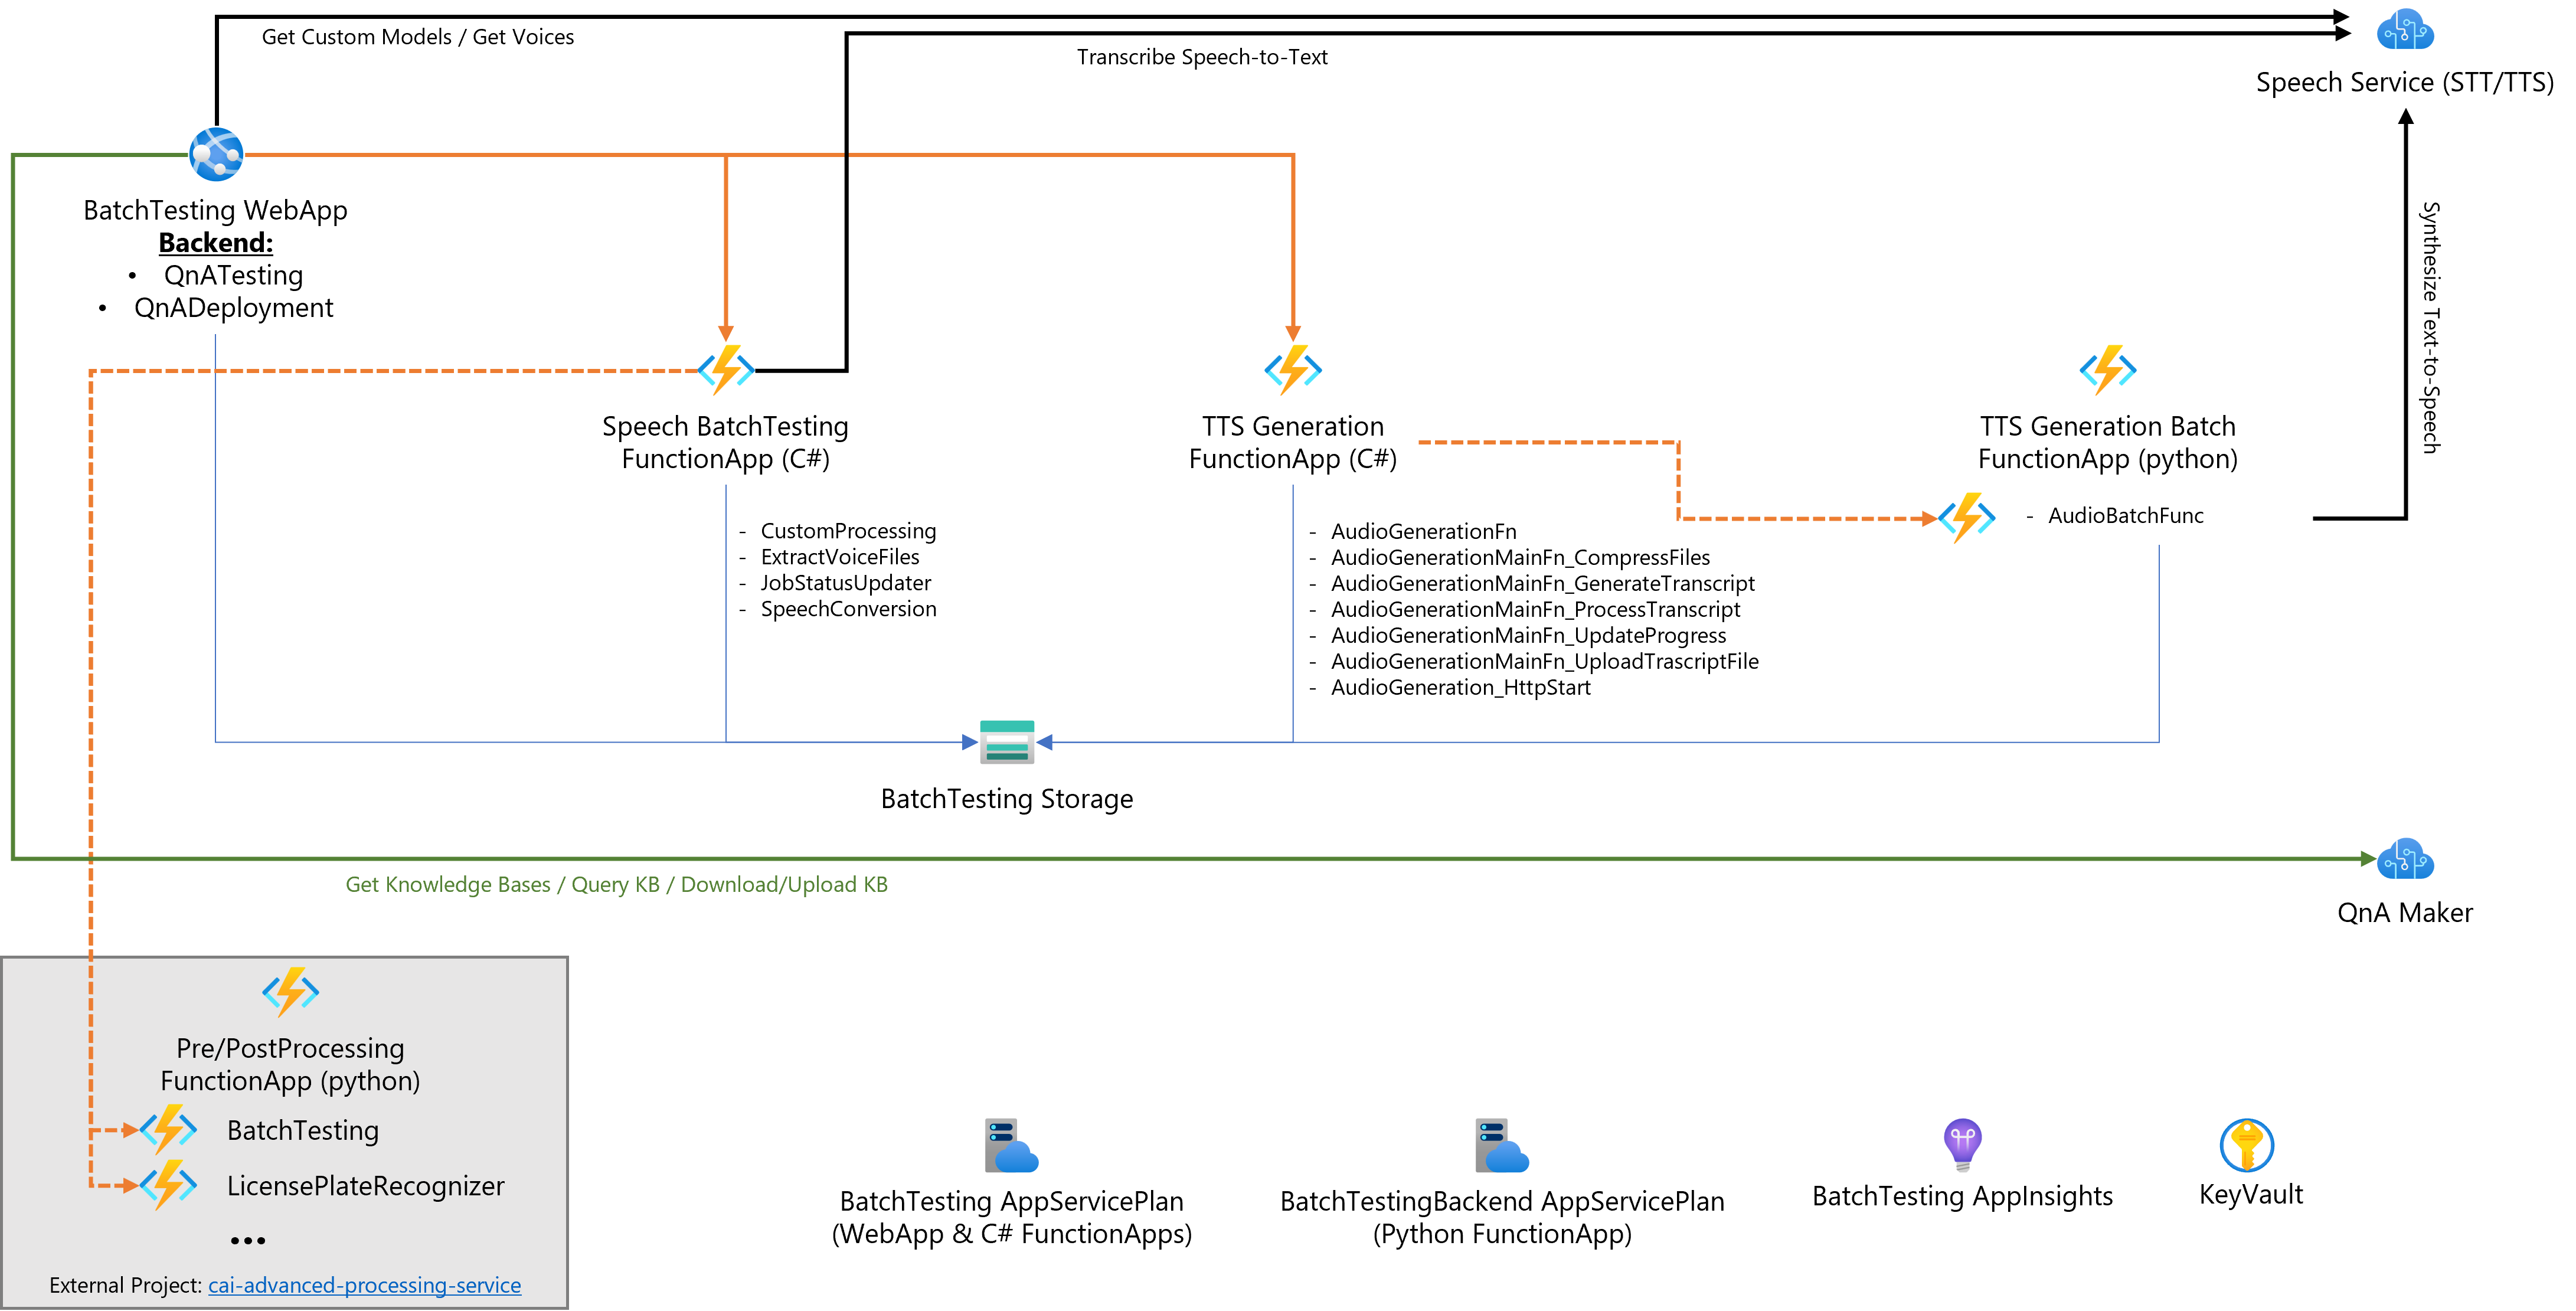 Get Custom Models / Get Voices
Transcribe Speech-to-Text
Speech Service (STT/TTS)
BatchTesting WebApp
Backend:
• QnATesting
• QnADeployment
Synthesize Text-to-Speech
Speech BatchTesting
FunctionApp (C#)
- CustomProcessing
- ExtractVoiceFiles
- JobStatusUpdater
- SpeechConversion
TTS Generation
FunctionApp (C#)
- AudioGenerationFn
- AudioGenerationMainFn_CompressFiles
- AudioGenerationMainFn_GenerateTranscript
- AudioGenerationMainFn_ProcessTranscript
- AudioGenerationMainFn_UpdateProgress
- AudioGenerationMainFn_UploadTrascriptFile
- AudioGeneration_HttpStart
TTS Generation Batch
FunctionApp (python)
- AudioBatchFunc
BatchTesting Storage
Get Knowledge Bases / Query KB / Download/Upload KB
QnA Maker
Pre/PostProcessing
FunctionApp (python)
BatchTesting
LicensePlateRecognizer
...
External Project: cai-advanced-processing-service
BatchTesting AppServicePlan
(WebApp & C# FunctionApps)
BatchTestingBackend AppServicePlan
(Python FunctionApp)
BatchTesting AppInsights
KeyVault